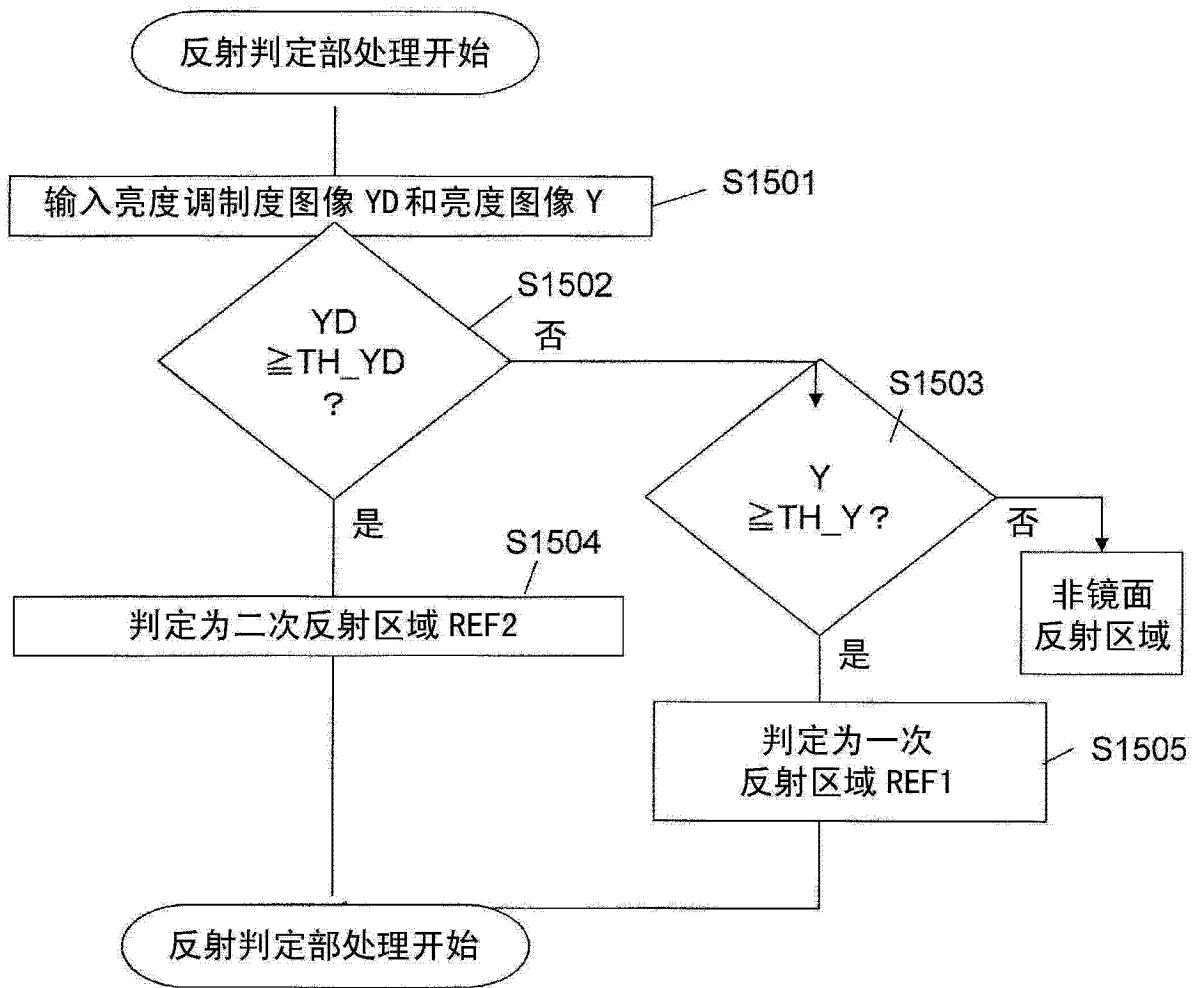 反射判定部处理开始
输入亮度调制度图像 YD和亮度图像 Y
S1501
S1502
YD
≧TH_YD
?
否
S1503
Y
≧TH_Y?
否
是
S1504
判定为二次反射区域 REF2
非镜面
反射区域
是
判定为一次
反射区域 REF1
S1505
反射判定部处理开始